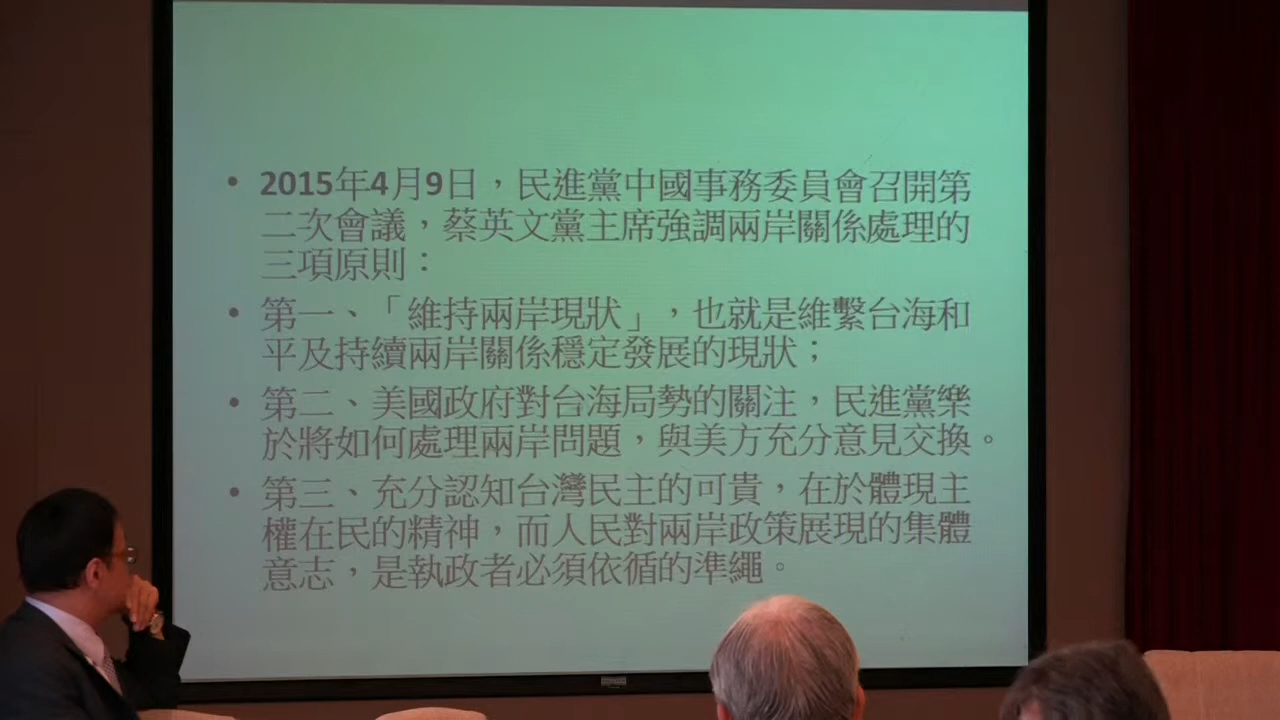 • 2015年4月9日，民進黨中國事務委員會召開第
二次會議，蔡英文黨主席強調兩岸關係處理的
三項原則：
• 第一、「維持兩岸現狀」，也就是維繫台海和
平及持續兩岸關係穩定發展的現狀；
• 第二、美國政府對台海局勢的關注，民進黨樂
於將如何處理兩岸問題，與美方充分意見交換。
• 第三、充分認知台灣民主的可貴，在於體現主
權在民的精神，而人民對兩岸政策展現的集體
意志，是執政者必須依循的準繩。